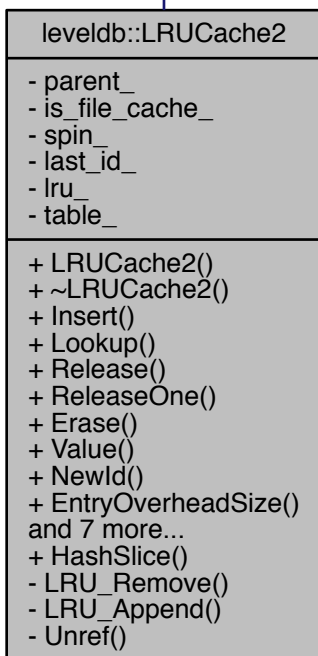 leveldb::LRUCache2
- parent_
- is_file_cache_
- spin_
- last_id_
- lru_
- table_
+ LRUCache2()
+ ~LRUCache2()
+ Insert()
+ Lookup()
+ Release()
+ ReleaseOne()
+ Erase()
+ Value()
+ NewId()
+ EntryOverheadSize()
and 7 more...
+ HashSlice()
- LRU_Remove()
- LRU_Append()
- Unref()